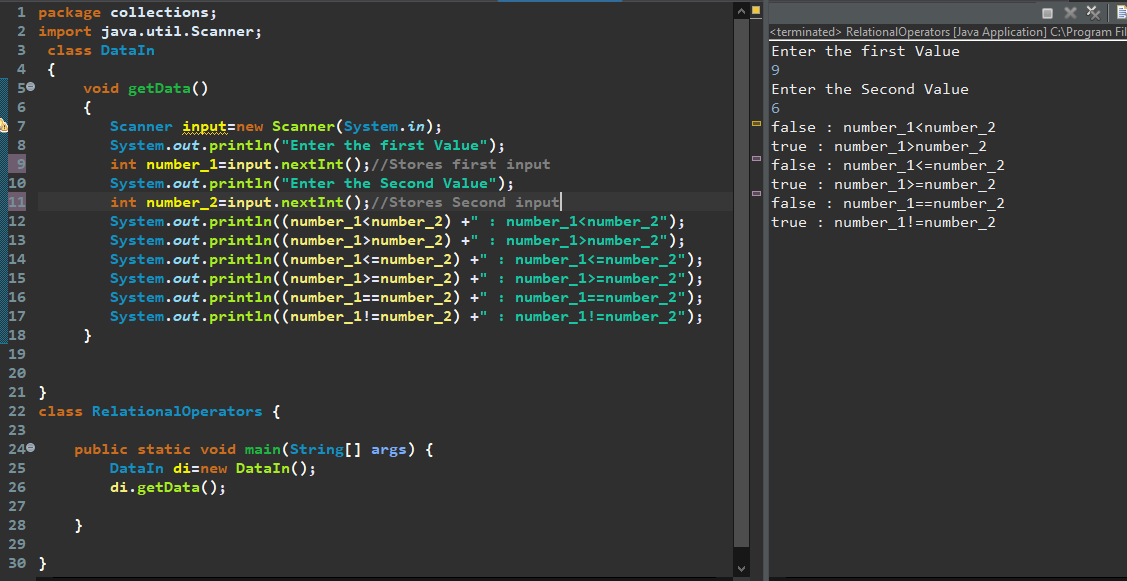 1 package collections;
2 import java.util.Scanner;
3 class DataIn
4 {
5 void getData()
6 {
7 Scanner input=new Scanner(System.in);
8 System.out.println("Enter the first Value");
9 int number_1=input.nextInt();//Stores first input
10 System.out.println("Enter the Second Value");
11 int number_2=input.nextInt();//Stores Second input
12 System.out.println((number_1<number_2) +" : number_1<number_2");
13 System.out.println((number_1>number_2) +" : number_1>number_2");
14 System.out.println((number_1<=number_2) +" : number_1<=number_2");
15 System.out.println((number_1>=number_2) +" : number_1>=number_2");
16 System.out.println((number_1==number_2) +" : number_1==number_2");
17 System.out.println((number_1!=number_2) +" : number_1!=number_2");
18 }
19
20
21 }
22 class RelationalOperators {
23
24 public static void main(String[] args) {
25 DataIn di=new DataIn();
26 di.getData();
27
28 }
29
30 }
<terminated> RelationalOperators [Java Application] C:\Program Fil
Enter the first Value
9
Enter the Second Value
6
false : number_1<number_2
true : number_1>number_2
false : number_1<=number_2
true : number_1>=number_2
false : number_1==number_2
true : number_1!=number_2